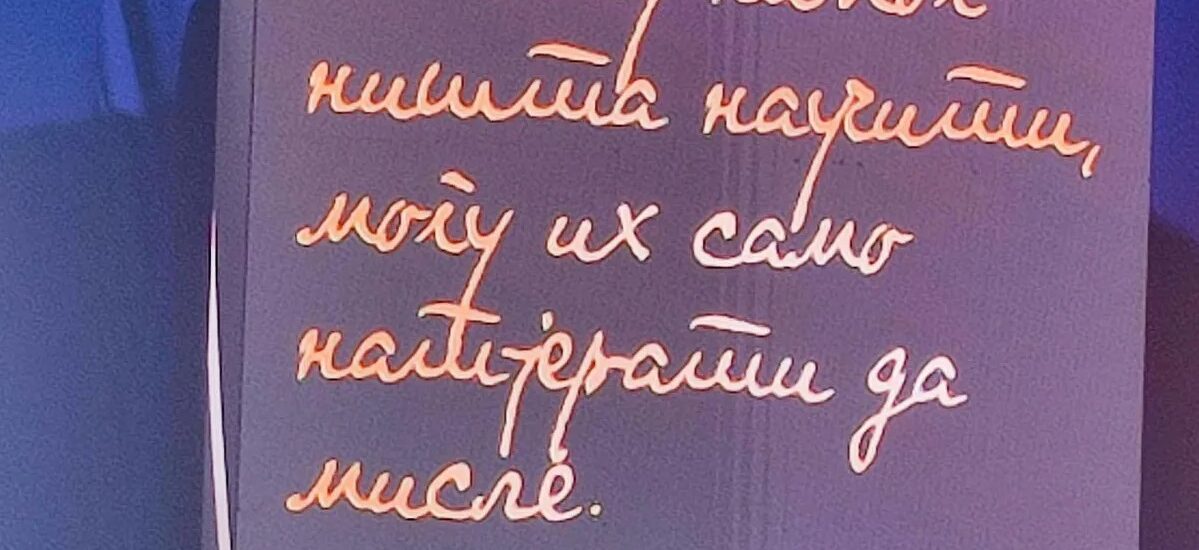 ништа научити,
могу их само
натјерати да
мисле.